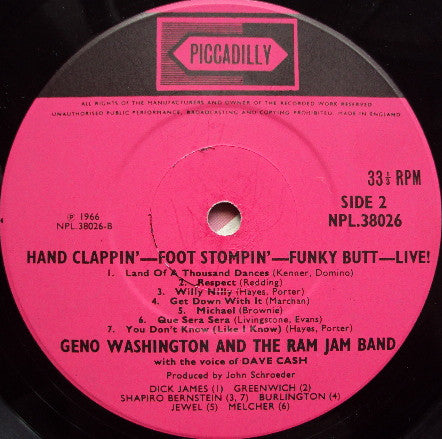 PICCADILLY
ALL RIGHTS OF THE MANUFACTURERS AND OWNER OF THE RECORDED WORK RESERVED
UNAUTHORISED PUBLIC PERFORMANCE, BROADCASTING AND COPYING PROHIBITED. MADE IN ENGLAND
33⅓ RPM
SIDE 2
NPL.38026
Ⓟ 1966
NPL.38026-B
HAND CLAPPIN'—FOOT STOMPIN'—FUNKY BUTT—LIVE!
1. Land Of A Thousand Dances (Kenner, Domino)
2. Respect (Redding)
3. Willy Nilly (Hayes, Porter)
4. Get Down With It (Marchan)
5. Michael (Brownie)
6. Que Sera Sera (Livingstone, Evans)
7. You Don't Know (Like I Know) (Hayes, Porter)
GENO WASHINGTON AND THE RAM JAM BAND
with the voice of DAVE CASH
Produced by John Schroeder
DICK JAMES (1) GREENWICH (2)
SHAPIRO BERNSTEIN (3, 7) BURLINGTON (4)
JEWEL (5) MELCHER (6)